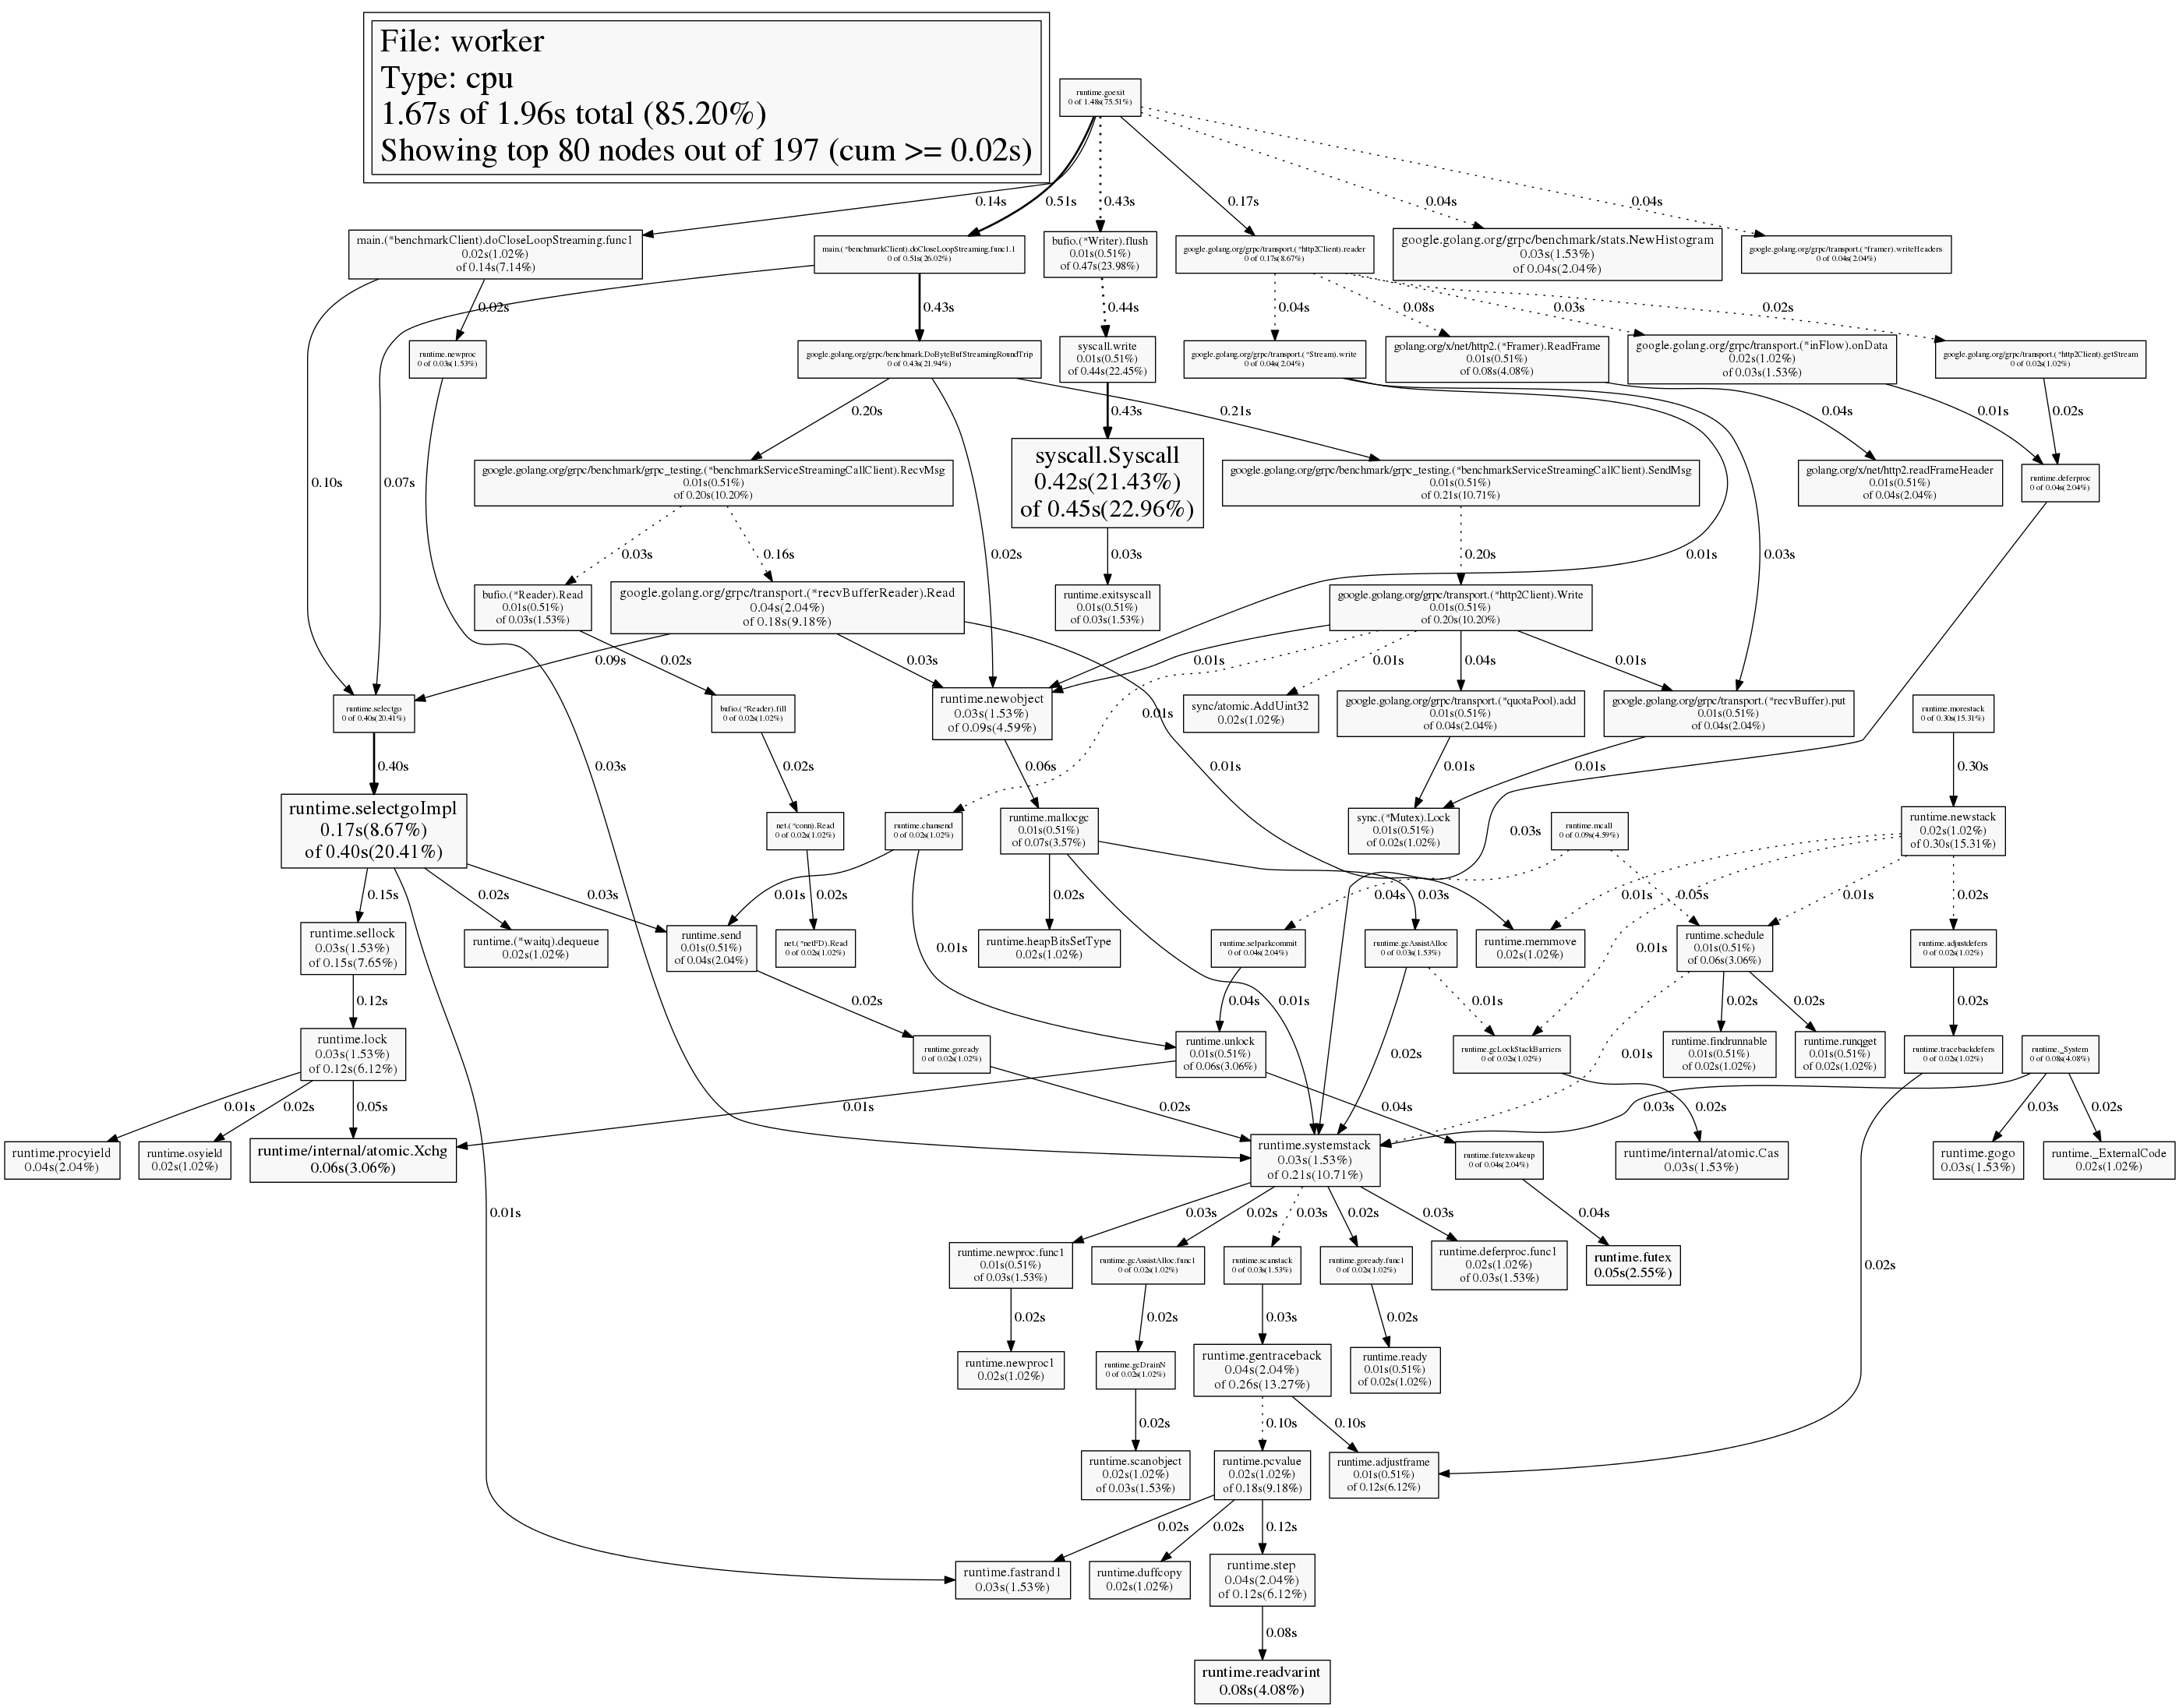 File: worker
Type: cpu
1.67s of 1.96s total (85.20%)
Showing top 80 nodes out of 197 (cum >= 0.02s)
runtime.goexit
0 of 1.48s(75.51%)
0.14s
0.51s
0.43s
0.17s
0.04s
0.04s
main.(*benchmarkClient).doCloseLoopStreaming.func1
0.02s(1.02%)
of 0.14s(7.14%)
main.(*benchmarkClient).doCloseLoopStreaming.func1.1
0 of 0.51s(26.02%)
bufio.(*Writer).flush
0.01s(0.51%)
of 0.47s(23.98%)
google.golang.org/grpc/transport.(*http2Client).reader
0 of 0.17s(8.67%)
google.golang.org/grpc/benchmark/stats.NewHistogram
0.03s(1.53%)
of 0.04s(2.04%)
google.golang.org/grpc/transport.(*framer).writeHeaders
0 of 0.04s(2.04%)
0.02s
0.43s
0.44s
0.04s
0.08s
0.03s
0.02s
runtime.newproc
0 of 0.03s(1.53%)
google.golang.org/grpc/benchmark.DoByteBufStreamingRoundTrip
0 of 0.43s(21.94%)
syscall.write
0.01s(0.51%)
of 0.44s(22.45%)
google.golang.org/grpc/transport.(*Stream).write
0 of 0.04s(2.04%)
golang.org/x/net/http2.(*Framer).ReadFrame
0.01s(0.51%)
of 0.08s(4.08%)
google.golang.org/grpc/transport.(*inFlow).onData
0.02s(1.02%)
of 0.03s(1.53%)
google.golang.org/grpc/transport.(*http2Client).getStream
0 of 0.02s(1.02%)
0.20s
0.43s
0.21s
0.04s
0.01s
0.02s
0.10s
0.07s
google.golang.org/grpc/benchmark/grpc_testing.(*benchmarkServiceStreamingCallClient).RecvMsg
0.01s(0.51%)
of 0.20s(10.20%)
syscall.Syscall
0.42s(21.43%)
of 0.45s(22.96%)
google.golang.org/grpc/benchmark/grpc_testing.(*benchmarkServiceStreamingCallClient).SendMsg
0.01s(0.51%)
of 0.21s(10.71%)
golang.org/x/net/http2.readFrameHeader
0.01s(0.51%)
of 0.04s(2.04%)
runtime.deferproc
0 of 0.04s(2.04%)
0.03s
0.16s
0.02s
0.03s
0.20s
0.01s
0.03s
bufio.(*Reader).Read
0.01s(0.51%)
of 0.03s(1.53%)
google.golang.org/grpc/transport.(*recvBufferReader).Read
0.04s(2.04%)
of 0.18s(9.18%)
runtime.exitsyscall
0.01s(0.51%)
of 0.03s(1.53%)
google.golang.org/grpc/transport.(*http2Client).Write
0.01s(0.51%)
of 0.20s(10.20%)
0.09s
0.02s
0.03s
0.01s
0.01s
0.04s
0.01s
runtime.selectgo
0 of 0.40s(20.41%)
bufio.(*Reader).fill
0 of 0.02s(1.02%)
runtime.newobject
0.03s(1.53%)
of 0.09s(4.59%)
0.01s
sync/atomic.AddUint32
0.02s(1.02%)
google.golang.org/grpc/transport.(*quotaPool).add
0.01s(0.51%)
of 0.04s(2.04%)
google.golang.org/grpc/transport.(*recvBuffer).put
0.01s(0.51%)
of 0.04s(2.04%)
runtime.morestack
0 of 0.30s(15.31%)
0.40s
0.03s
0.02s
0.06s
0.01s
0.01s
0.01s
0.30s
runtime.selectgoImpl
0.17s(8.67%)
of 0.40s(20.41%)
net.(*conn).Read
0 of 0.02s(1.02%)
runtime.chansend
0 of 0.02s(1.02%)
runtime.mallocgc
0.01s(0.51%)
of 0.07s(3.57%)
sync.(*Mutex).Lock
0.01s(0.51%)
of 0.02s(1.02%)
0.03s
runtime.mcall
0 of 0.09s(4.59%)
runtime.newstack
0.02s(1.02%)
of 0.30s(15.31%)
0.15s
0.02s
0.03s
0.01s
0.02s
0.02s
0.03s
0.04s
0.01s
0.05s
0.01s
0.02s
runtime.sellock
0.03s(1.53%)
of 0.15s(7.65%)
runtime.(*waitq).dequeue
0.02s(1.02%)
runtime.send
0.01s(0.51%)
of 0.04s(2.04%)
net.(*netFD).Read
0 of 0.02s(1.02%)
0.01s
runtime.heapBitsSetType
0.02s(1.02%)
runtime.selparkcommit
0 of 0.04s(2.04%)
runtime.gcAssistAlloc
0 of 0.03s(1.53%)
runtime.memmove
0.02s(1.02%)
0.01s
runtime.schedule
0.01s(0.51%)
of 0.06s(3.06%)
runtime.adjustdefers
0 of 0.02s(1.02%)
0.12s
0.02s
0.04s
0.01s
0.01s
0.02s
0.02s
0.02s
runtime.lock
0.03s(1.53%)
of 0.12s(6.12%)
runtime.goready
0 of 0.02s(1.02%)
runtime.unlock
0.01s(0.51%)
of 0.06s(3.06%)
0.02s
runtime.gcLockStackBarriers
0 of 0.02s(1.02%)
0.01s
runtime.findrunnable
0.01s(0.51%)
of 0.02s(1.02%)
runtime.runqget
0.01s(0.51%)
of 0.02s(1.02%)
runtime.tracebackdefers
0 of 0.02s(1.02%)
runtime._System
0 of 0.08s(4.08%)
0.01s
0.02s
0.05s
0.01s
0.02s
0.04s
0.03s
0.02s
0.03s
0.02s
runtime.procyield
0.04s(2.04%)
runtime.osyield
0.02s(1.02%)
runtime/internal/atomic.Xchg
0.06s(3.06%)
runtime.systemstack
0.03s(1.53%)
of 0.21s(10.71%)
runtime.futexwakeup
0 of 0.04s(2.04%)
runtime/internal/atomic.Cas
0.03s(1.53%)
runtime.gogo
0.03s(1.53%)
runtime._ExternalCode
0.02s(1.02%)
0.01s
0.03s
0.02s
0.03s
0.02s
0.03s
0.04s
runtime.newproc.func1
0.01s(0.51%)
of 0.03s(1.53%)
runtime.gcAssistAlloc.func1
0 of 0.02s(1.02%)
runtime.scanstack
0 of 0.03s(1.53%)
runtime.goready.func1
0 of 0.02s(1.02%)
runtime.deferproc.func1
0.02s(1.02%)
of 0.03s(1.53%)
runtime.futex
0.05s(2.55%)
0.02s
0.02s
0.02s
0.03s
0.02s
runtime.newproc1
0.02s(1.02%)
runtime.gcDrainN
0 of 0.02s(1.02%)
runtime.gentraceback
0.04s(2.04%)
of 0.26s(13.27%)
runtime.ready
0.01s(0.51%)
of 0.02s(1.02%)
0.02s
0.10s
0.10s
runtime.scanobject
0.02s(1.02%)
of 0.03s(1.53%)
runtime.pcvalue
0.02s(1.02%)
of 0.18s(9.18%)
runtime.adjustframe
0.01s(0.51%)
of 0.12s(6.12%)
0.02s
0.02s
0.12s
runtime.fastrand1
0.03s(1.53%)
runtime.duffcopy
0.02s(1.02%)
runtime.step
0.04s(2.04%)
of 0.12s(6.12%)
0.08s
runtime.readvarint
0.08s(4.08%)